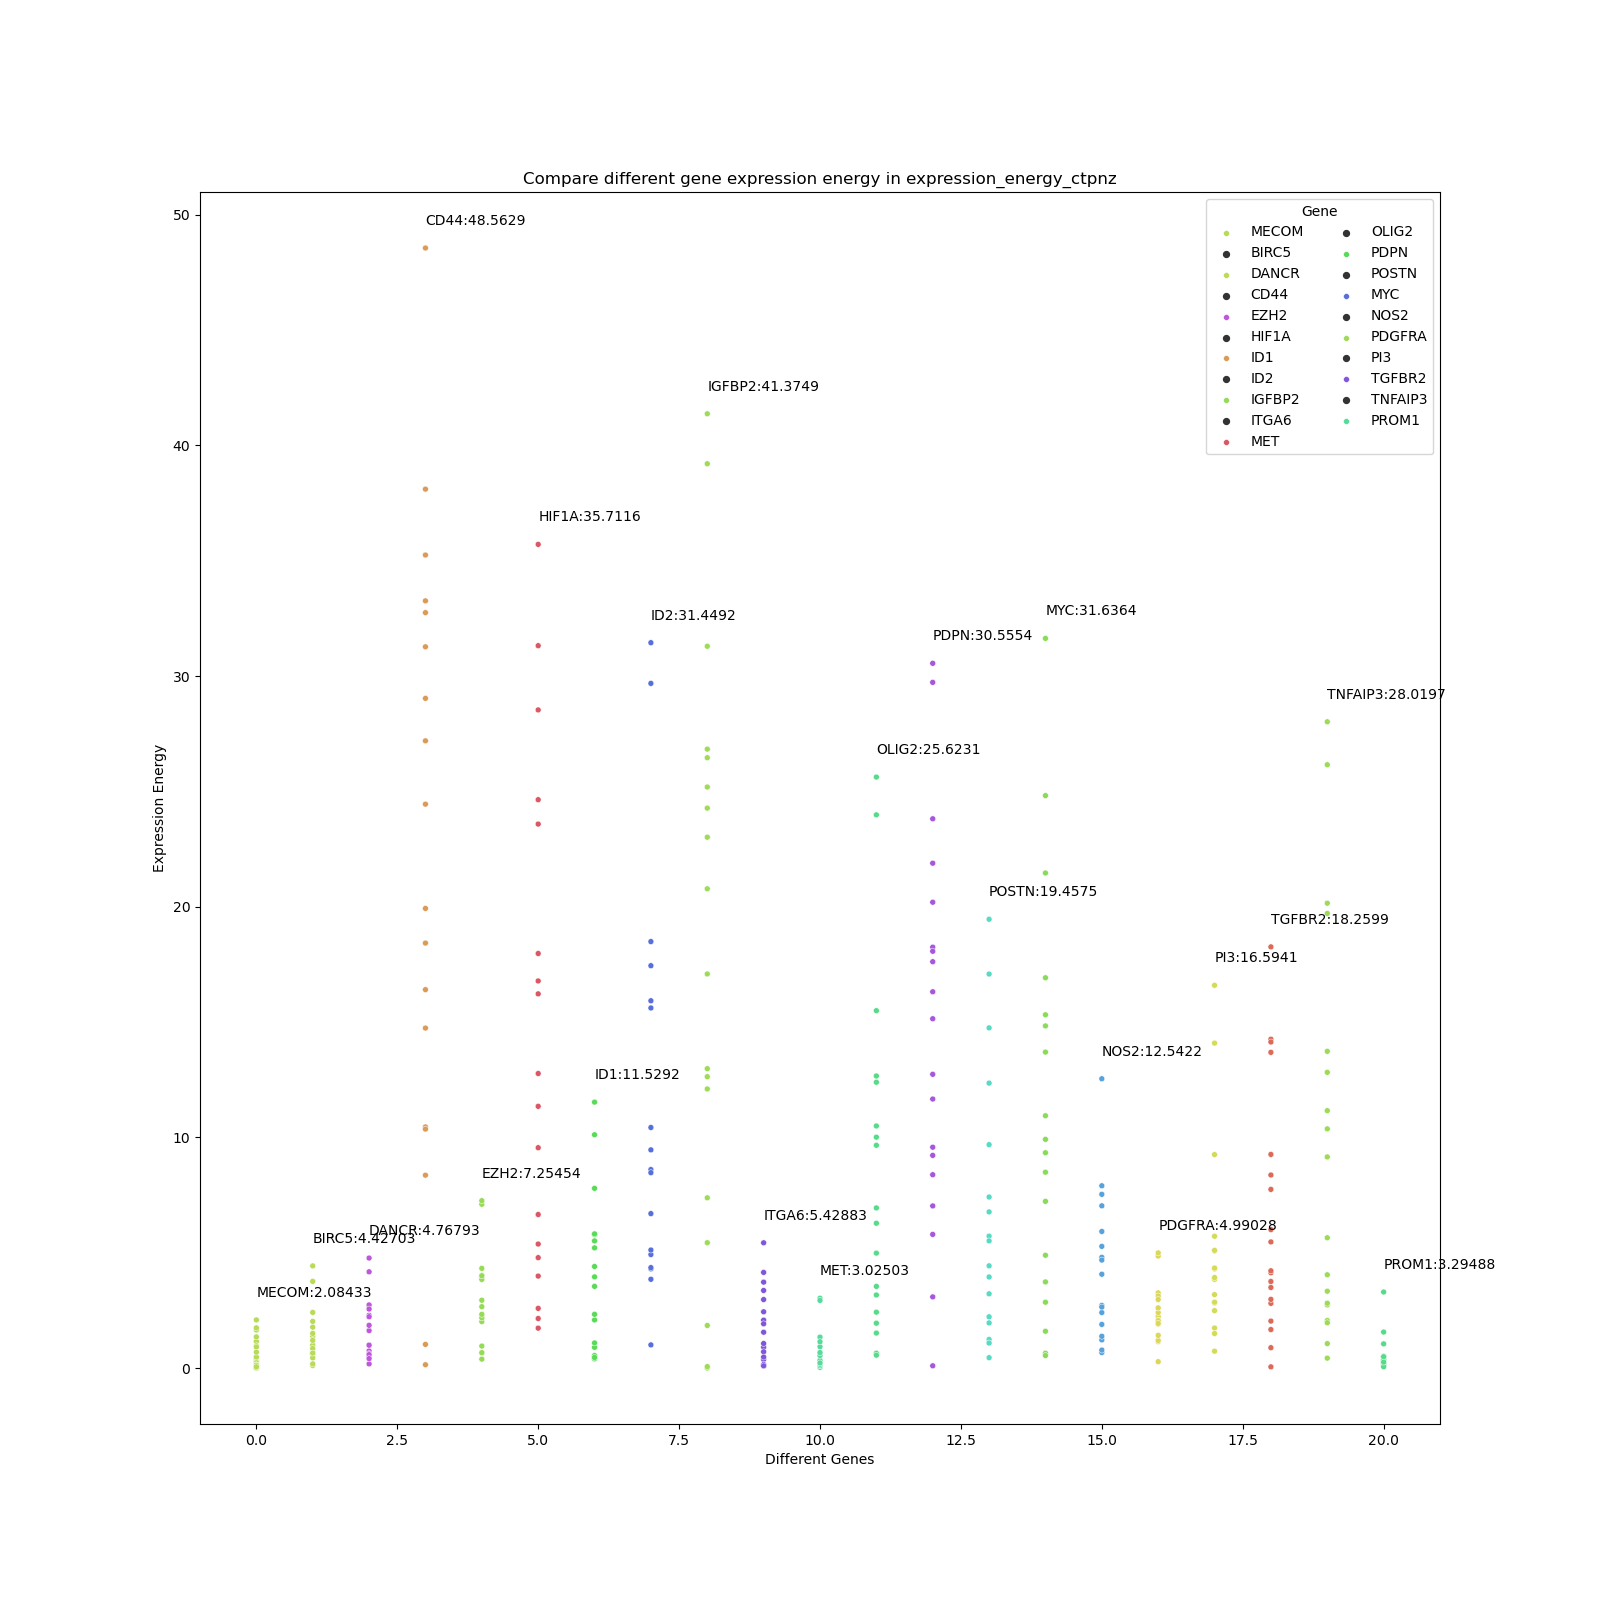 Compare different gene expression energy in expression_energy_ctpnz
Gene
MECOM
BIRC5
DANCR
CD44
EZH2
HIF1A
ID1
ID2
IGFBP2
ITGA6
MET
OLIG2
PDPN
POSTN
MYC
NOS2
PDGFRA
PI3
TGFBR2
TNFAIP3
PROM1
CD44:48.5629
IGFBP2:41.3749
HIF1A:35.7116
ID2:31.4492
MYC:31.6364
PDPN:30.5554
TNFAIP3:28.0197
OLIG2:25.6231
POSTN:19.4575
TGFBR2:18.2599
PI3:16.5941
NOS2:12.5422
ID1:11.5292
EZH2:7.25454
ITGA6:5.42883
DANCR:4.76793
BIRC5:4.42703
PDGFRA:4.99028
MET:3.02503
PROM1:3.29488
MECOM:2.08433
Expression Energy
50
40
30
20
10
0
0.0 2.5 5.0 7.5 10.0 12.5 15.0 17.5 20.0
Different Genes